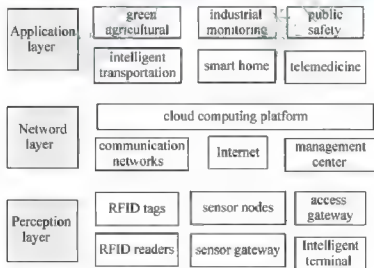 Application
layer
green
agricultural
industrial
monitoring
public
safety
intelligent
transportation
smart home
telemedicine
Netword
layer
cloud computing platform
communication
networks
Internet
management
center
Perception
layer
RFID tags
sensor nodes
access
gateway
RFID readers
sensor gateway
Intelligent
terminal